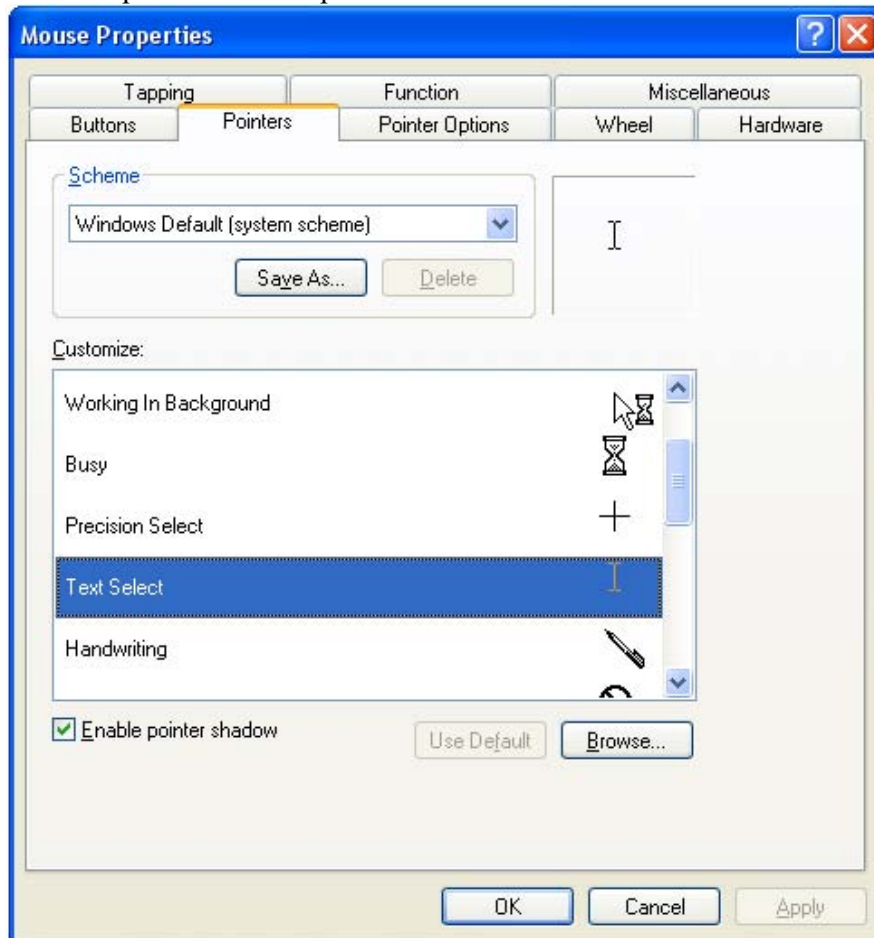 Mouse Properties
Tapping Function Miscellaneous
Buttons Pointers Pointer Options Wheel Hardware
Scheme
Windows Default (system scheme)
Save As... Delete
Customize:
Working In Background
Busy
Precision Select
Text Select
Handwriting
Enable pointer shadow
Use Default Browse...
OK Cancel Apply